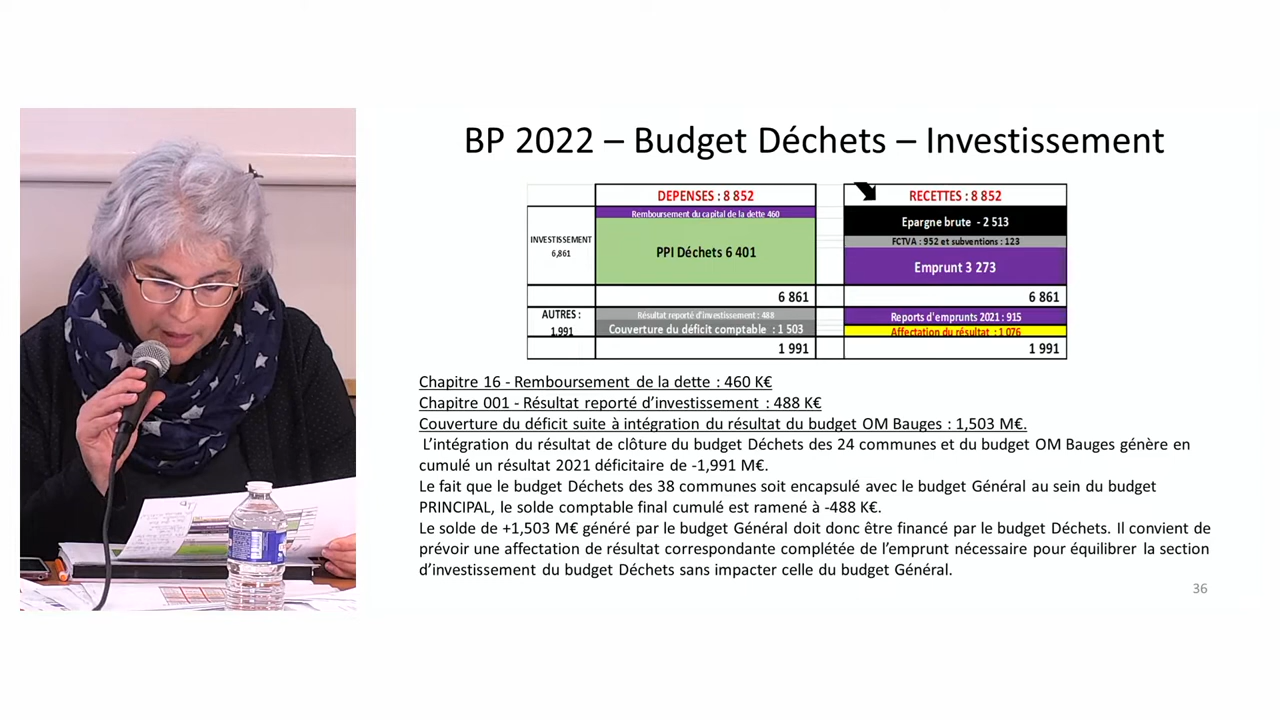 BP 2022 – Budget Déchets – Investissement
DEPENSES : 8 852
RECETTES : 8 852
Remboursement du capital de la dette 460
Epargne brute - 2 513
INVESTISSEMENT
6,861
PPI Déchets 6 401
FCTVA : 952 et subventions : 123
Emprunt 3 273
6 861
6 861
AUTRES :
1,991
Résultat reporté d'investissement : 488
Reports d'emprunts 2021 : 915
Couverture du déficit comptable : 1 503
Affectation du résultat : 1 076
1 991
1 991
Chapitre 16 - Remboursement de la dette : 460 K€
Chapitre 001 - Résultat reporté d’investissement : 488 K€
Couverture du déficit suite à intégration du résultat du budget OM Bauges : 1,503 M€.
L’intégration du résultat de clôture du budget Déchets des 24 communes et du budget OM Bauges génère en
cumulé un résultat 2021 déficitaire de -1,991 M€.
Le fait que le budget Déchets des 38 communes soit encapsulé avec le budget Général au sein du budget
PRINCIPAL, le solde comptable final cumulé est ramené à -488 K€.
Le solde de +1,503 M€ généré par le budget Général doit donc être financé par le budget Déchets. Il convient de
prévoir une affectation de résultat correspondante complétée de l’emprunt nécessaire pour équilibrer la section
d’investissement du budget Déchets sans impacter celle du budget Général.
36